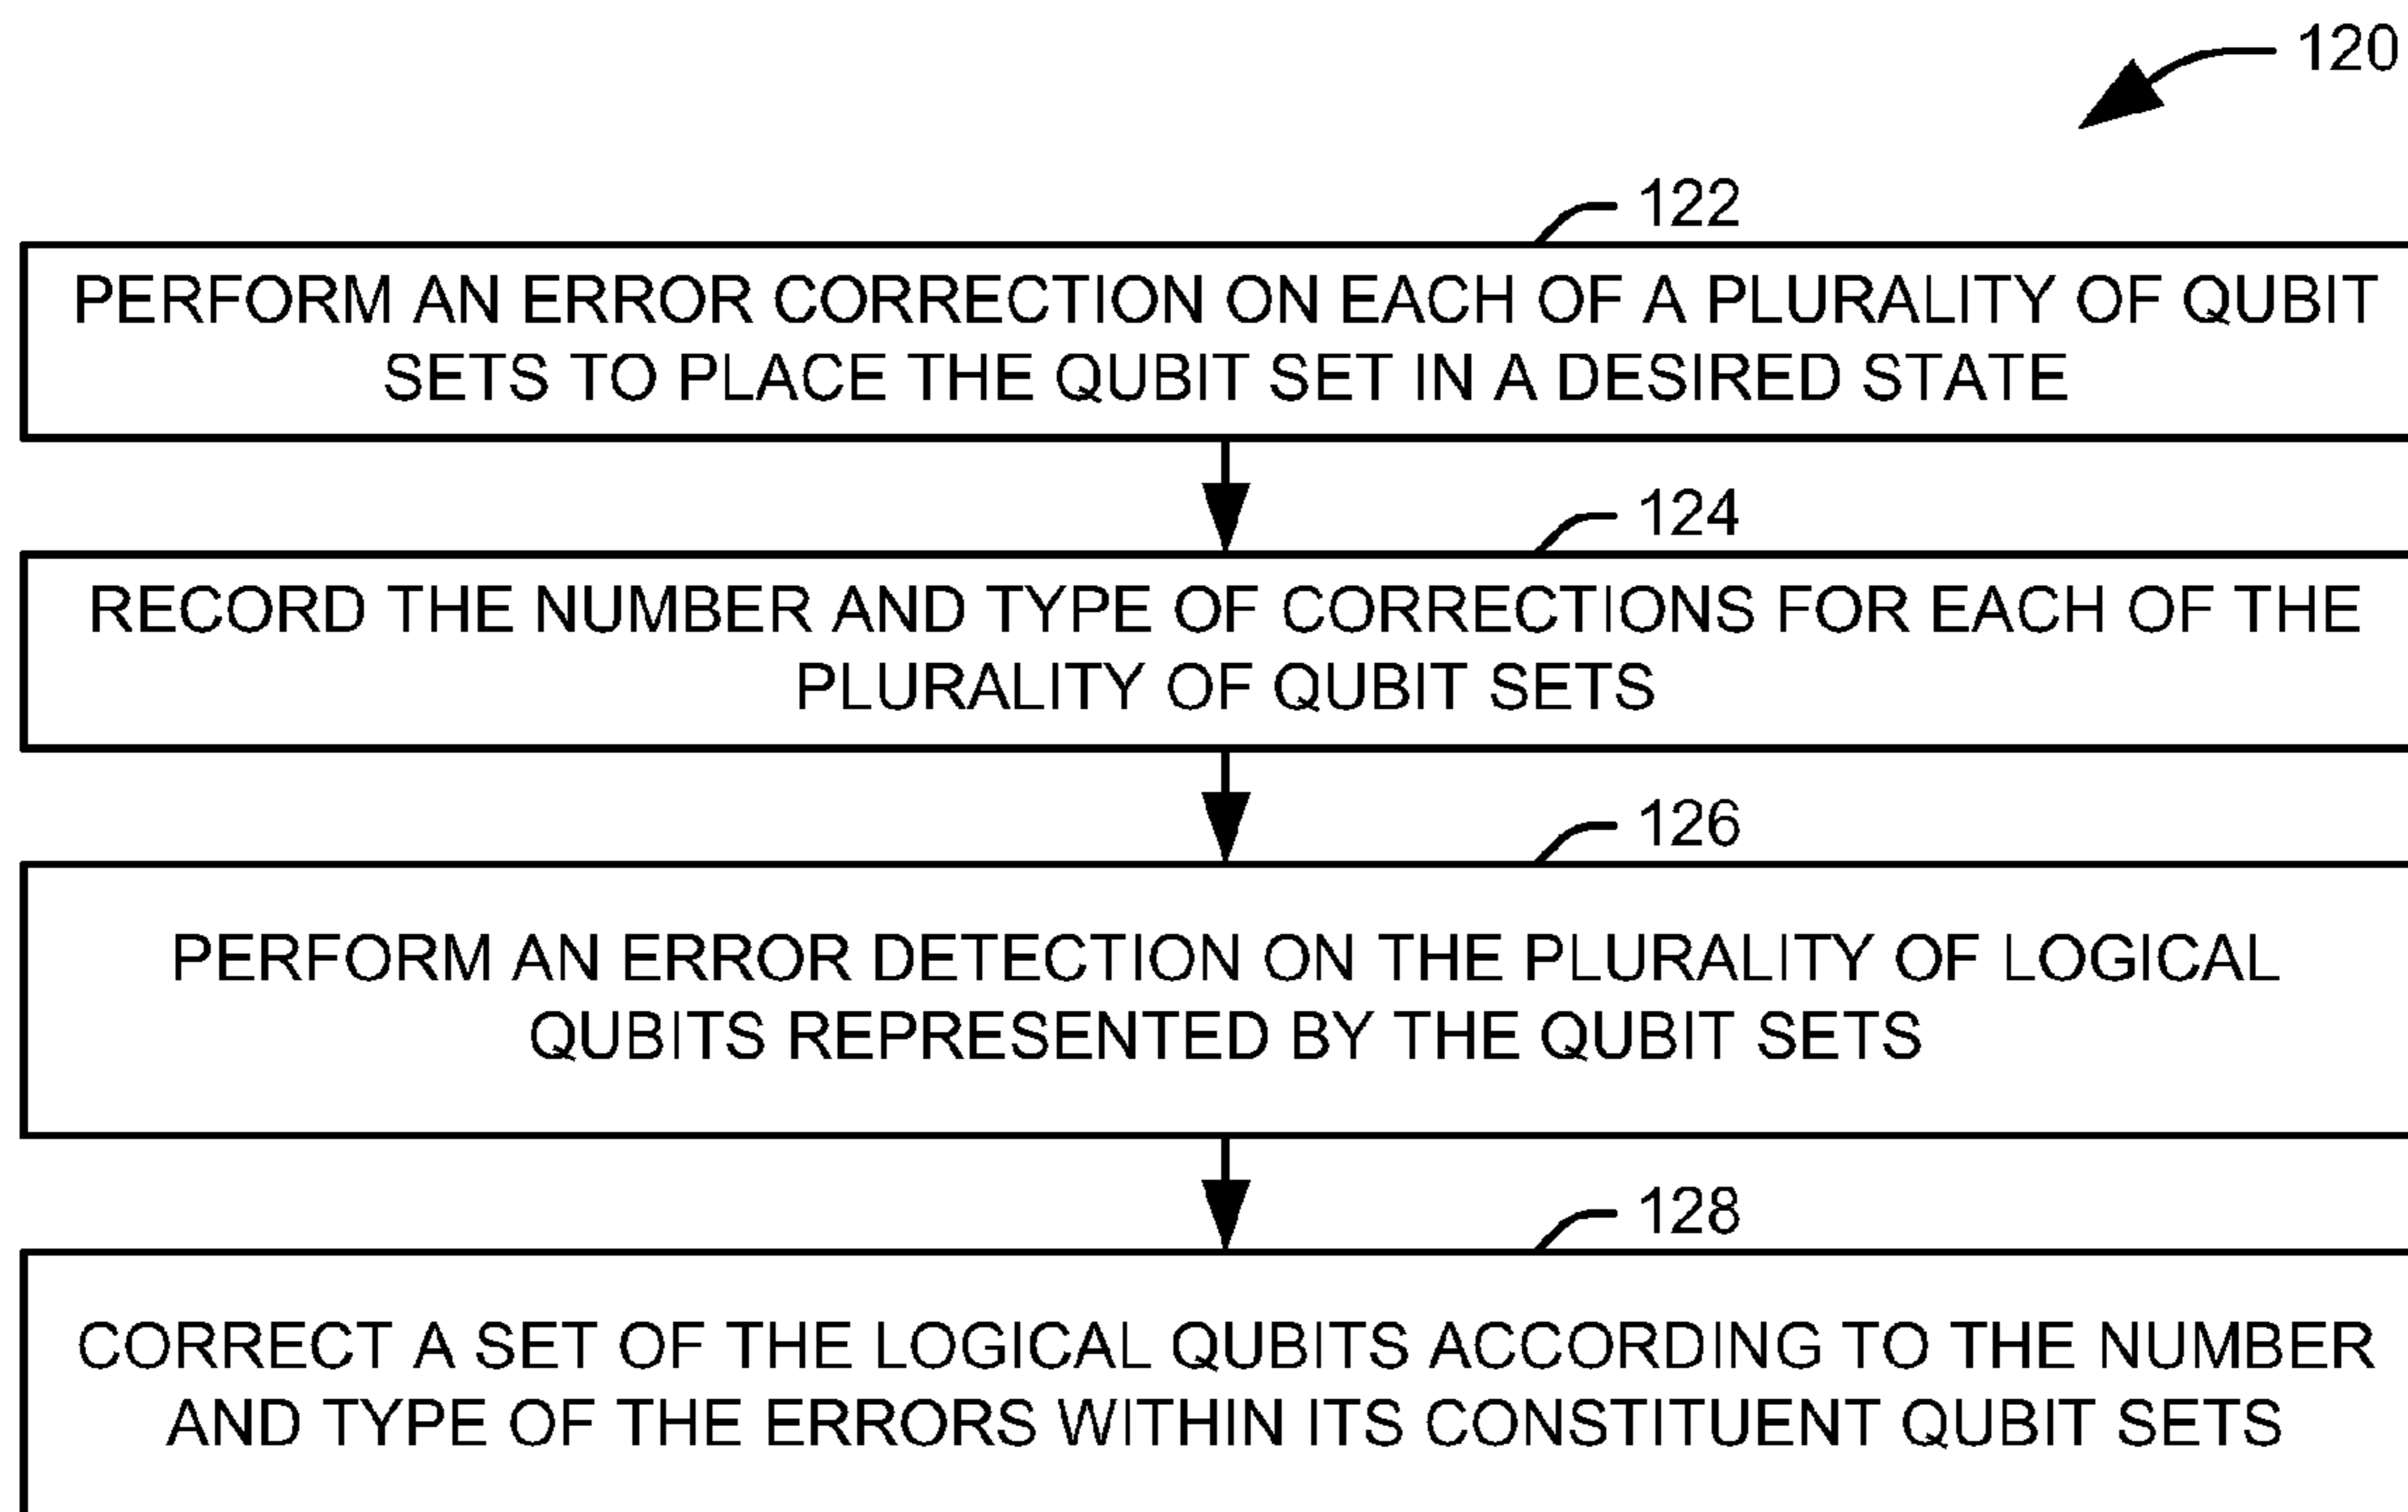 120
122
PERFORM AN ERROR CORRECTION ON EACH OF A PLURALITY OF QUBIT
SETS TO PLACE THE QUBIT SET IN A DESIRED STATE
124
RECORD THE NUMBER AND TYPE OF CORRECTIONS FOR EACH OF THE
PLURALITY OF QUBIT SETS
126
PERFORM AN ERROR DETECTION ON THE PLURALITY OF LOGICAL
QUBITS REPRESENTED BY THE QUBIT SETS
128
CORRECT A SET OF THE LOGICAL QUBITS ACCORDING TO THE NUMBER
AND TYPE OF THE ERRORS WITHIN ITS CONSTITUENT QUBIT SETS